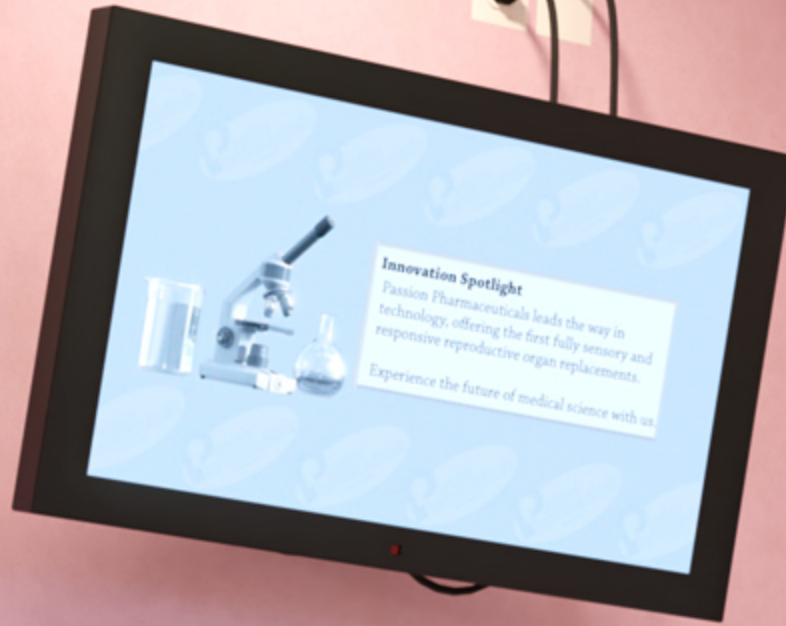 Innovation Spotlight
Passion Pharmaceuticals leads the way in
technology, offering the first fully sensory and
responsive reproductive organ replacements.
Experience the future of medical science with us.